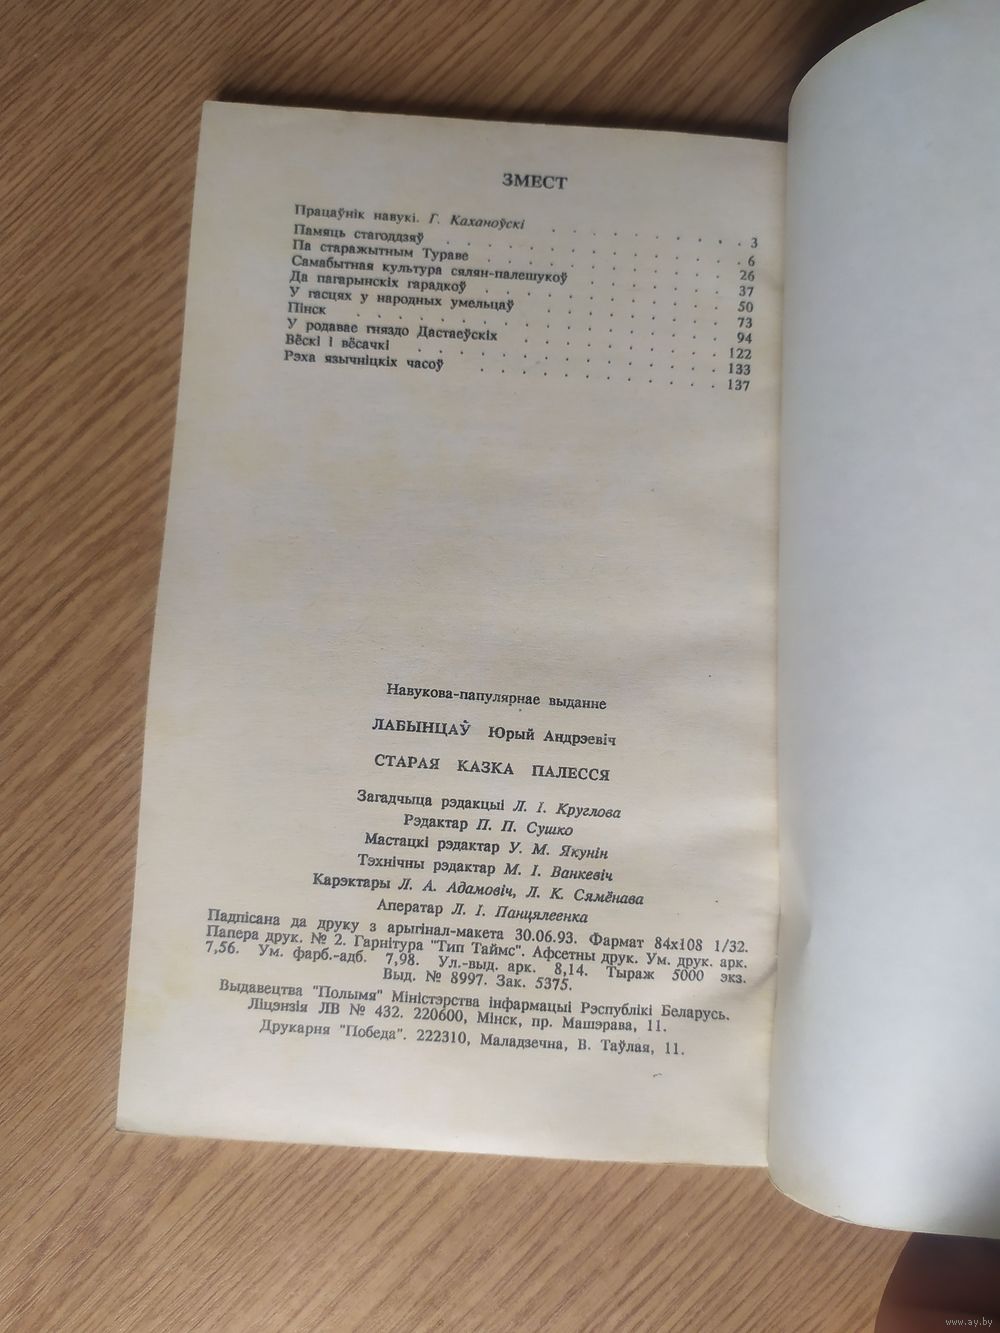 ЗМЕСТ
Працаўнік навукі. Г. Каханоўскі . . . . . . . . 3
Памяць стагоддзяў . . . . . . . . . . . 6
Па старажытным Тураве . . . . . . . . . . 26
Самабытная культура сялян-палешукоў . . . . . . 37
Да пагарынскіх гарадкоў . . . . . . . . . . 50
У гасцях у народных умельцаў . . . . . . . . 73
Пінск . . . . . . . . . . . . . . 94
У родавае гняздо Дастаеўскіх . . . . . . . . 122
Вёскі і вёсачкі . . . . . . . . . . . . 133
Рэха язычніцкіх часоў . . . . . . . . . . 137
Навукова-папулярнае выданне
ЛАБЫНЦАЎ Юрый Андрэевіч
СТАРАЯ КАЗКА ПАЛЕССЯ
Загадчыца рэдакцыі Л. І. Круглова
Рэдактар П. П. Сушко
Мастацкі рэдактар У. М. Якунін
Тэхнічны рэдактар М. І. Ванкевіч
Карэктары Л. А. Адамовіч, Л. К. Сямёнава
Аператар Л. І. Панцялеенка
Падпісана да друку з арыгінал-макета 30.06.93. Фармат 84х108 1/32.
Папера друк. № 2. Гарнітура "Тип Таймс". Афсетны друк. Ум. друк. арк.
7,56. Ум. фарб.-адб. 7,98. Ул.-выд. арк. 8,14. Тыраж 5000 экз.
Выд. № 8997. Зак. 5375.
Выдавецтва "Полымя" Міністэрства інфармацыі Рэспублікі Беларусь.
Ліцэнзія ЛВ № 432. 220600, Мінск, пр. Машэрава, 11.
Друкарня "Победа". 222310, Маладзечна, В. Таўлая, 11.
www.ay.by